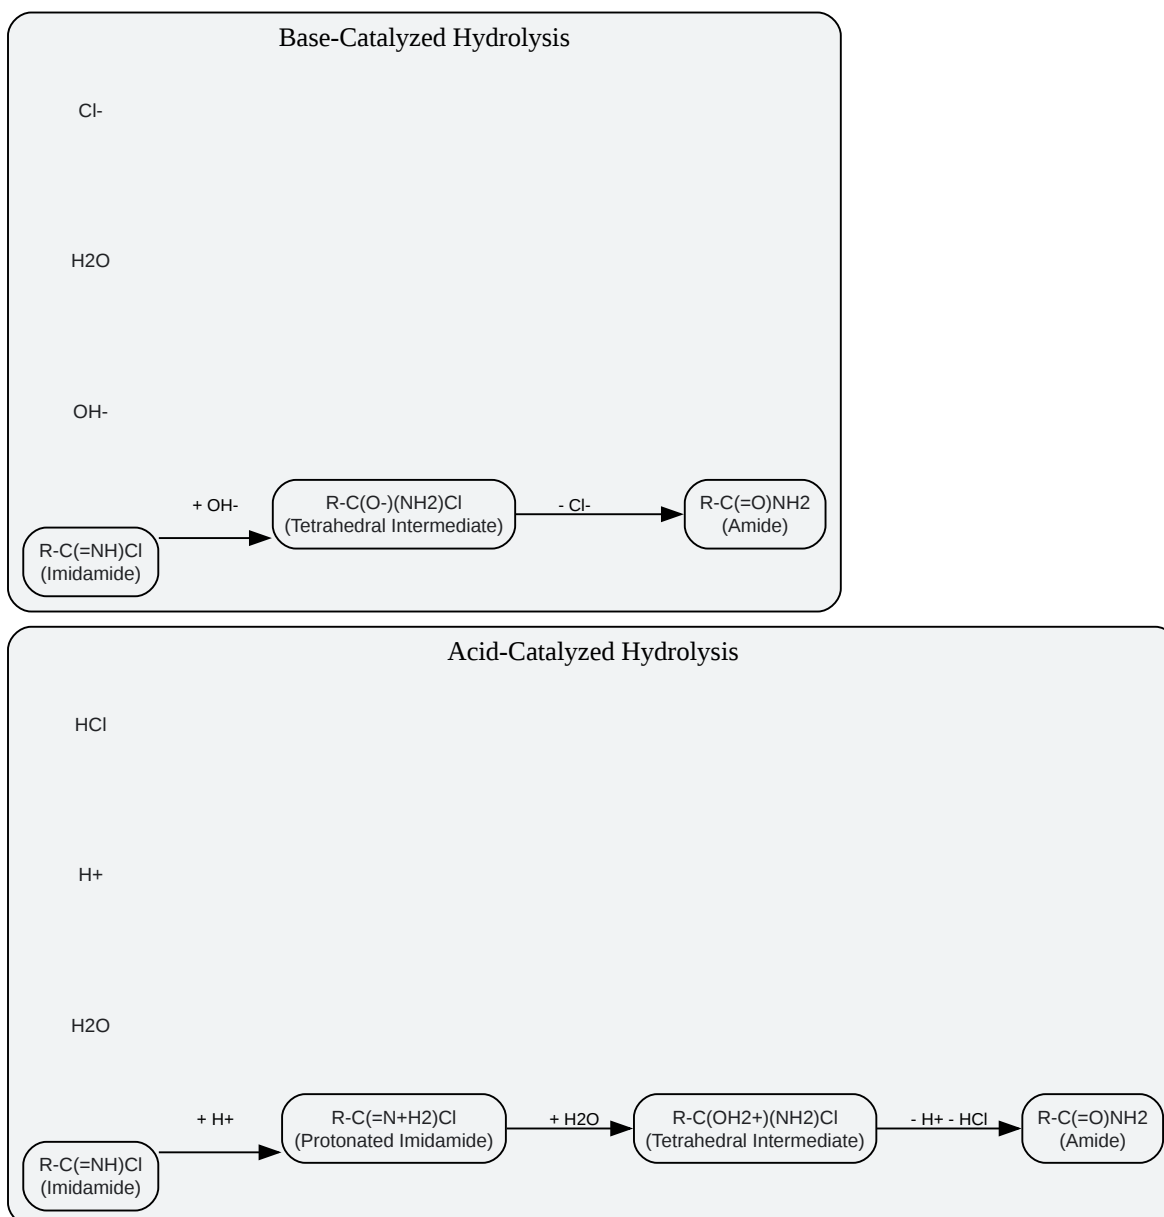 Base-Catalyzed Hydrolysis
Cl-
H2O
OH-
+ OH-
R-C(O-)(NH2)Cl
(Tetrahedral Intermediate)
- Cl-
R-C(=O)NH2
(Amide)
R-C(=NH)Cl
(Imidamide)
Acid-Catalyzed Hydrolysis
HCl
H+
H2O
+ H+
R-C(=N+H2)Cl
(Protonated Imidamide)
+ H2O
R-C(OH2+)(NH2)Cl
(Tetrahedral Intermediate)
- H+ - HCl
R-C(=O)NH2
(Amide)
R-C(=NH)Cl
(Imidamide)